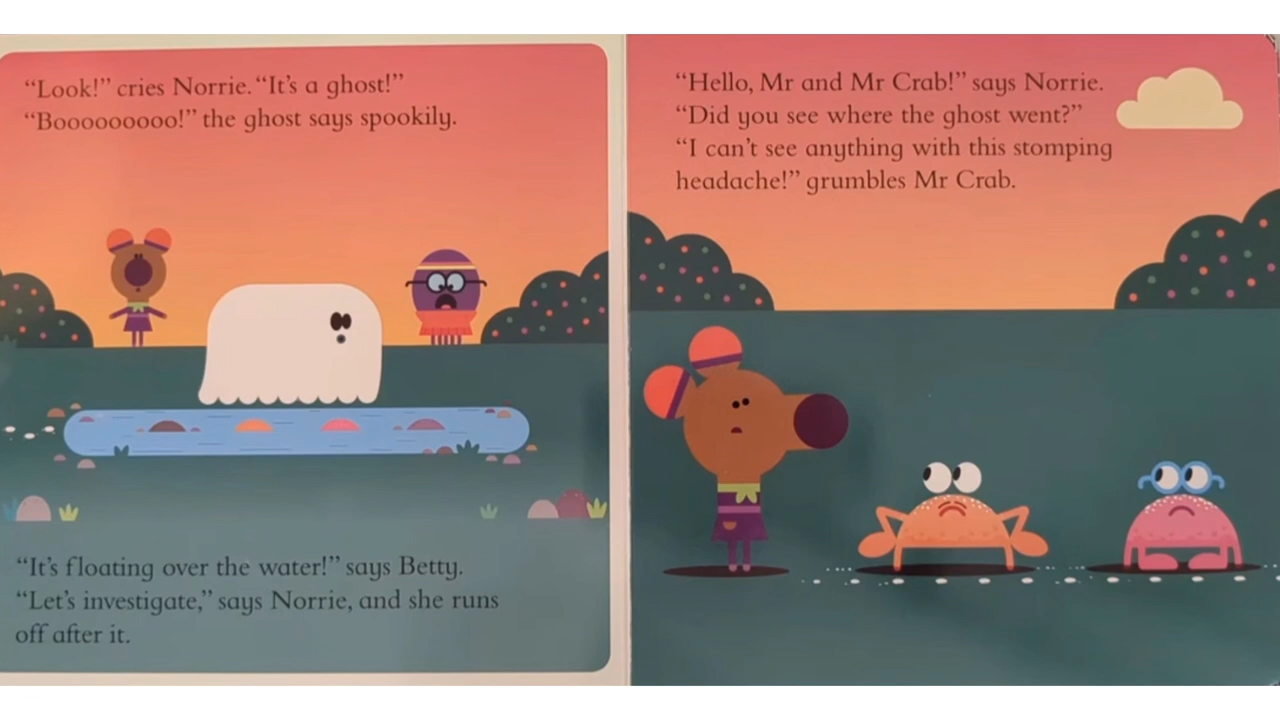 “Look!” cries Norrie. “It’s a ghost!”
“Booooooooo!” the ghost says spookily.
“It’s floating over the water!” says Betty.
“Let’s investigate,” says Norrie, and she runs
off after it.
“Hello, Mr and Mr Crab!” says Norrie.
“Did you see where the ghost went?”
“I can’t see anything with this stomping
headache!” grumbles Mr Crab.